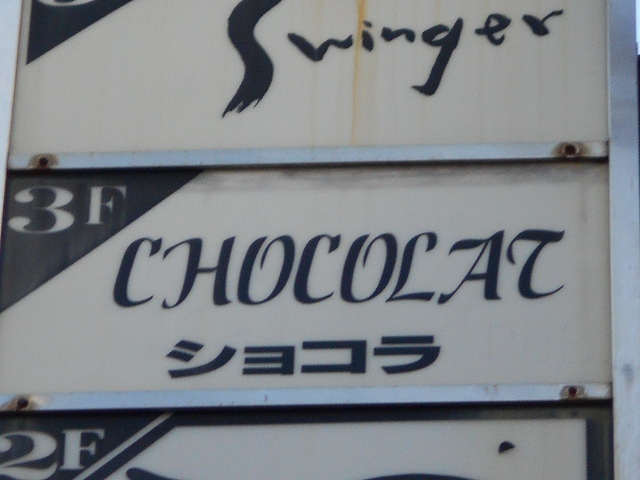 Swinger
3F
CHOCOLAT
ショコラ
2F